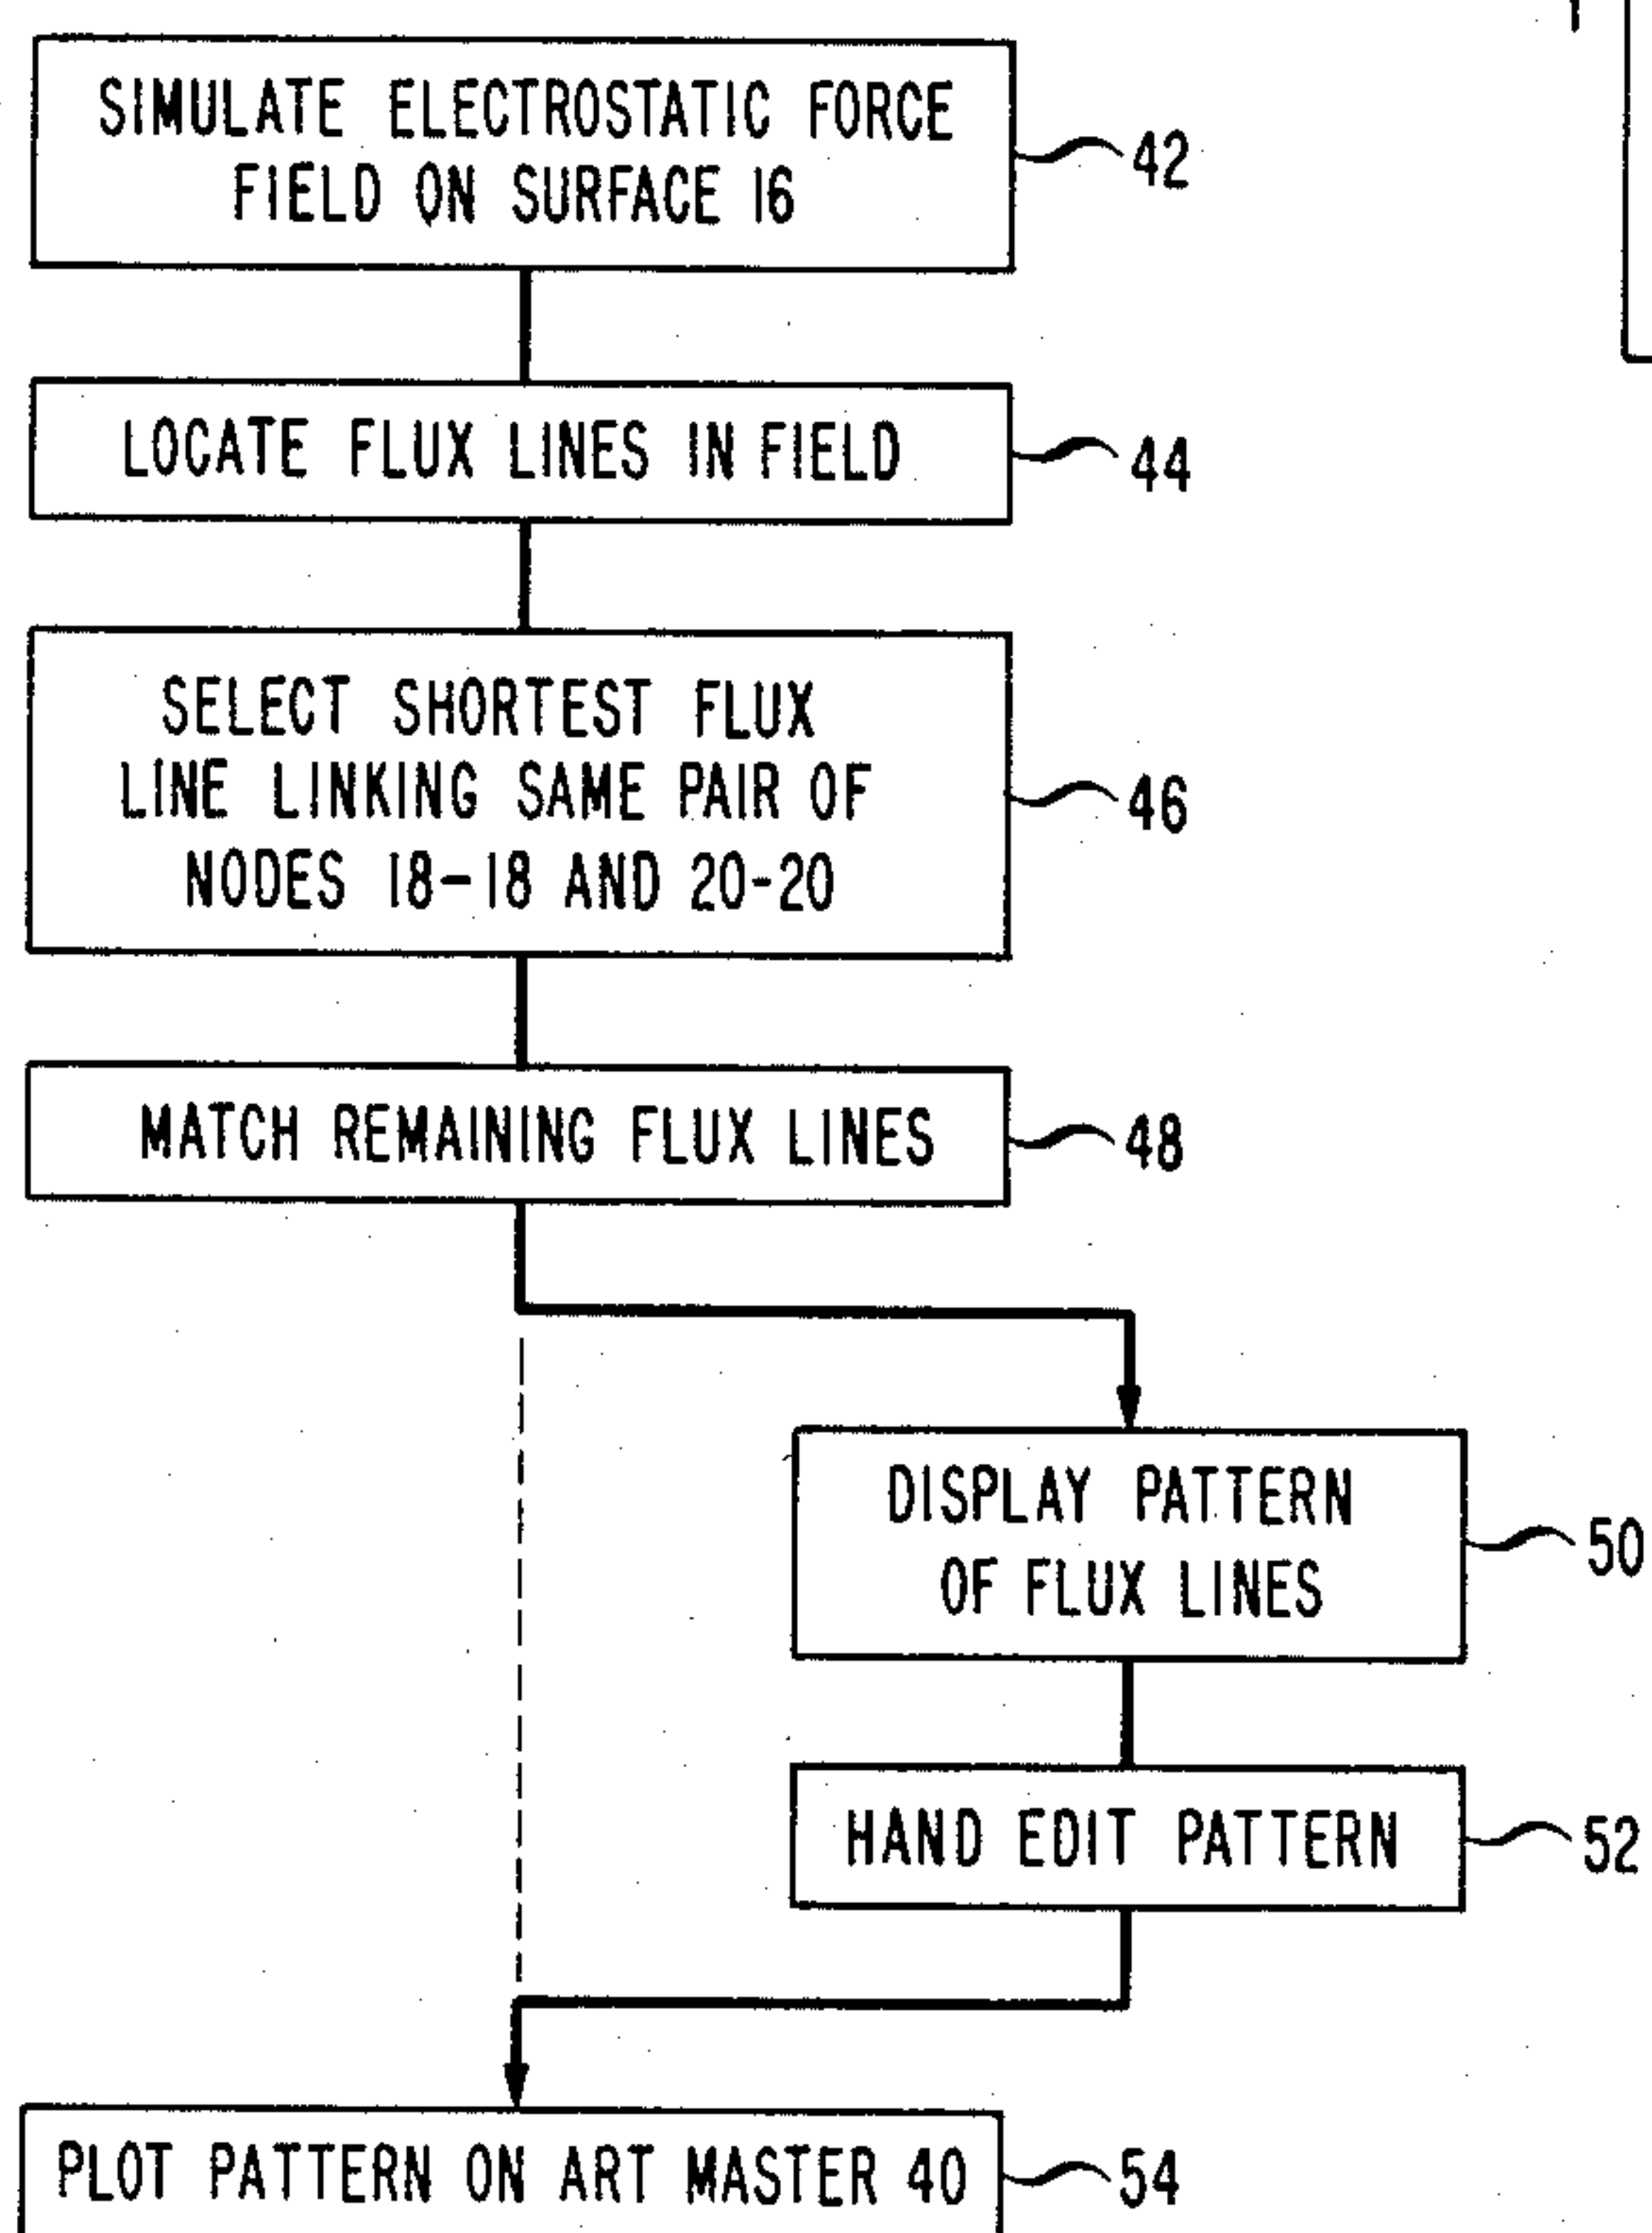 SIMULATE ELECTROSTATIC FORCE
FIELD ON SURFACE 16
42
LOCATE FLUX LINES IN FIELD
44
SELECT SHORTEST FLUX
LINE LINKING SAME PAIR OF
NODES 18-18 AND 20-20
46
MATCH REMAINING FLUX LINES
48
DISPLAY PATTERN
OF FLUX LINES
50
HAND EDIT PATTERN
52
PLOT PATTERN ON ART MASTER 40
54